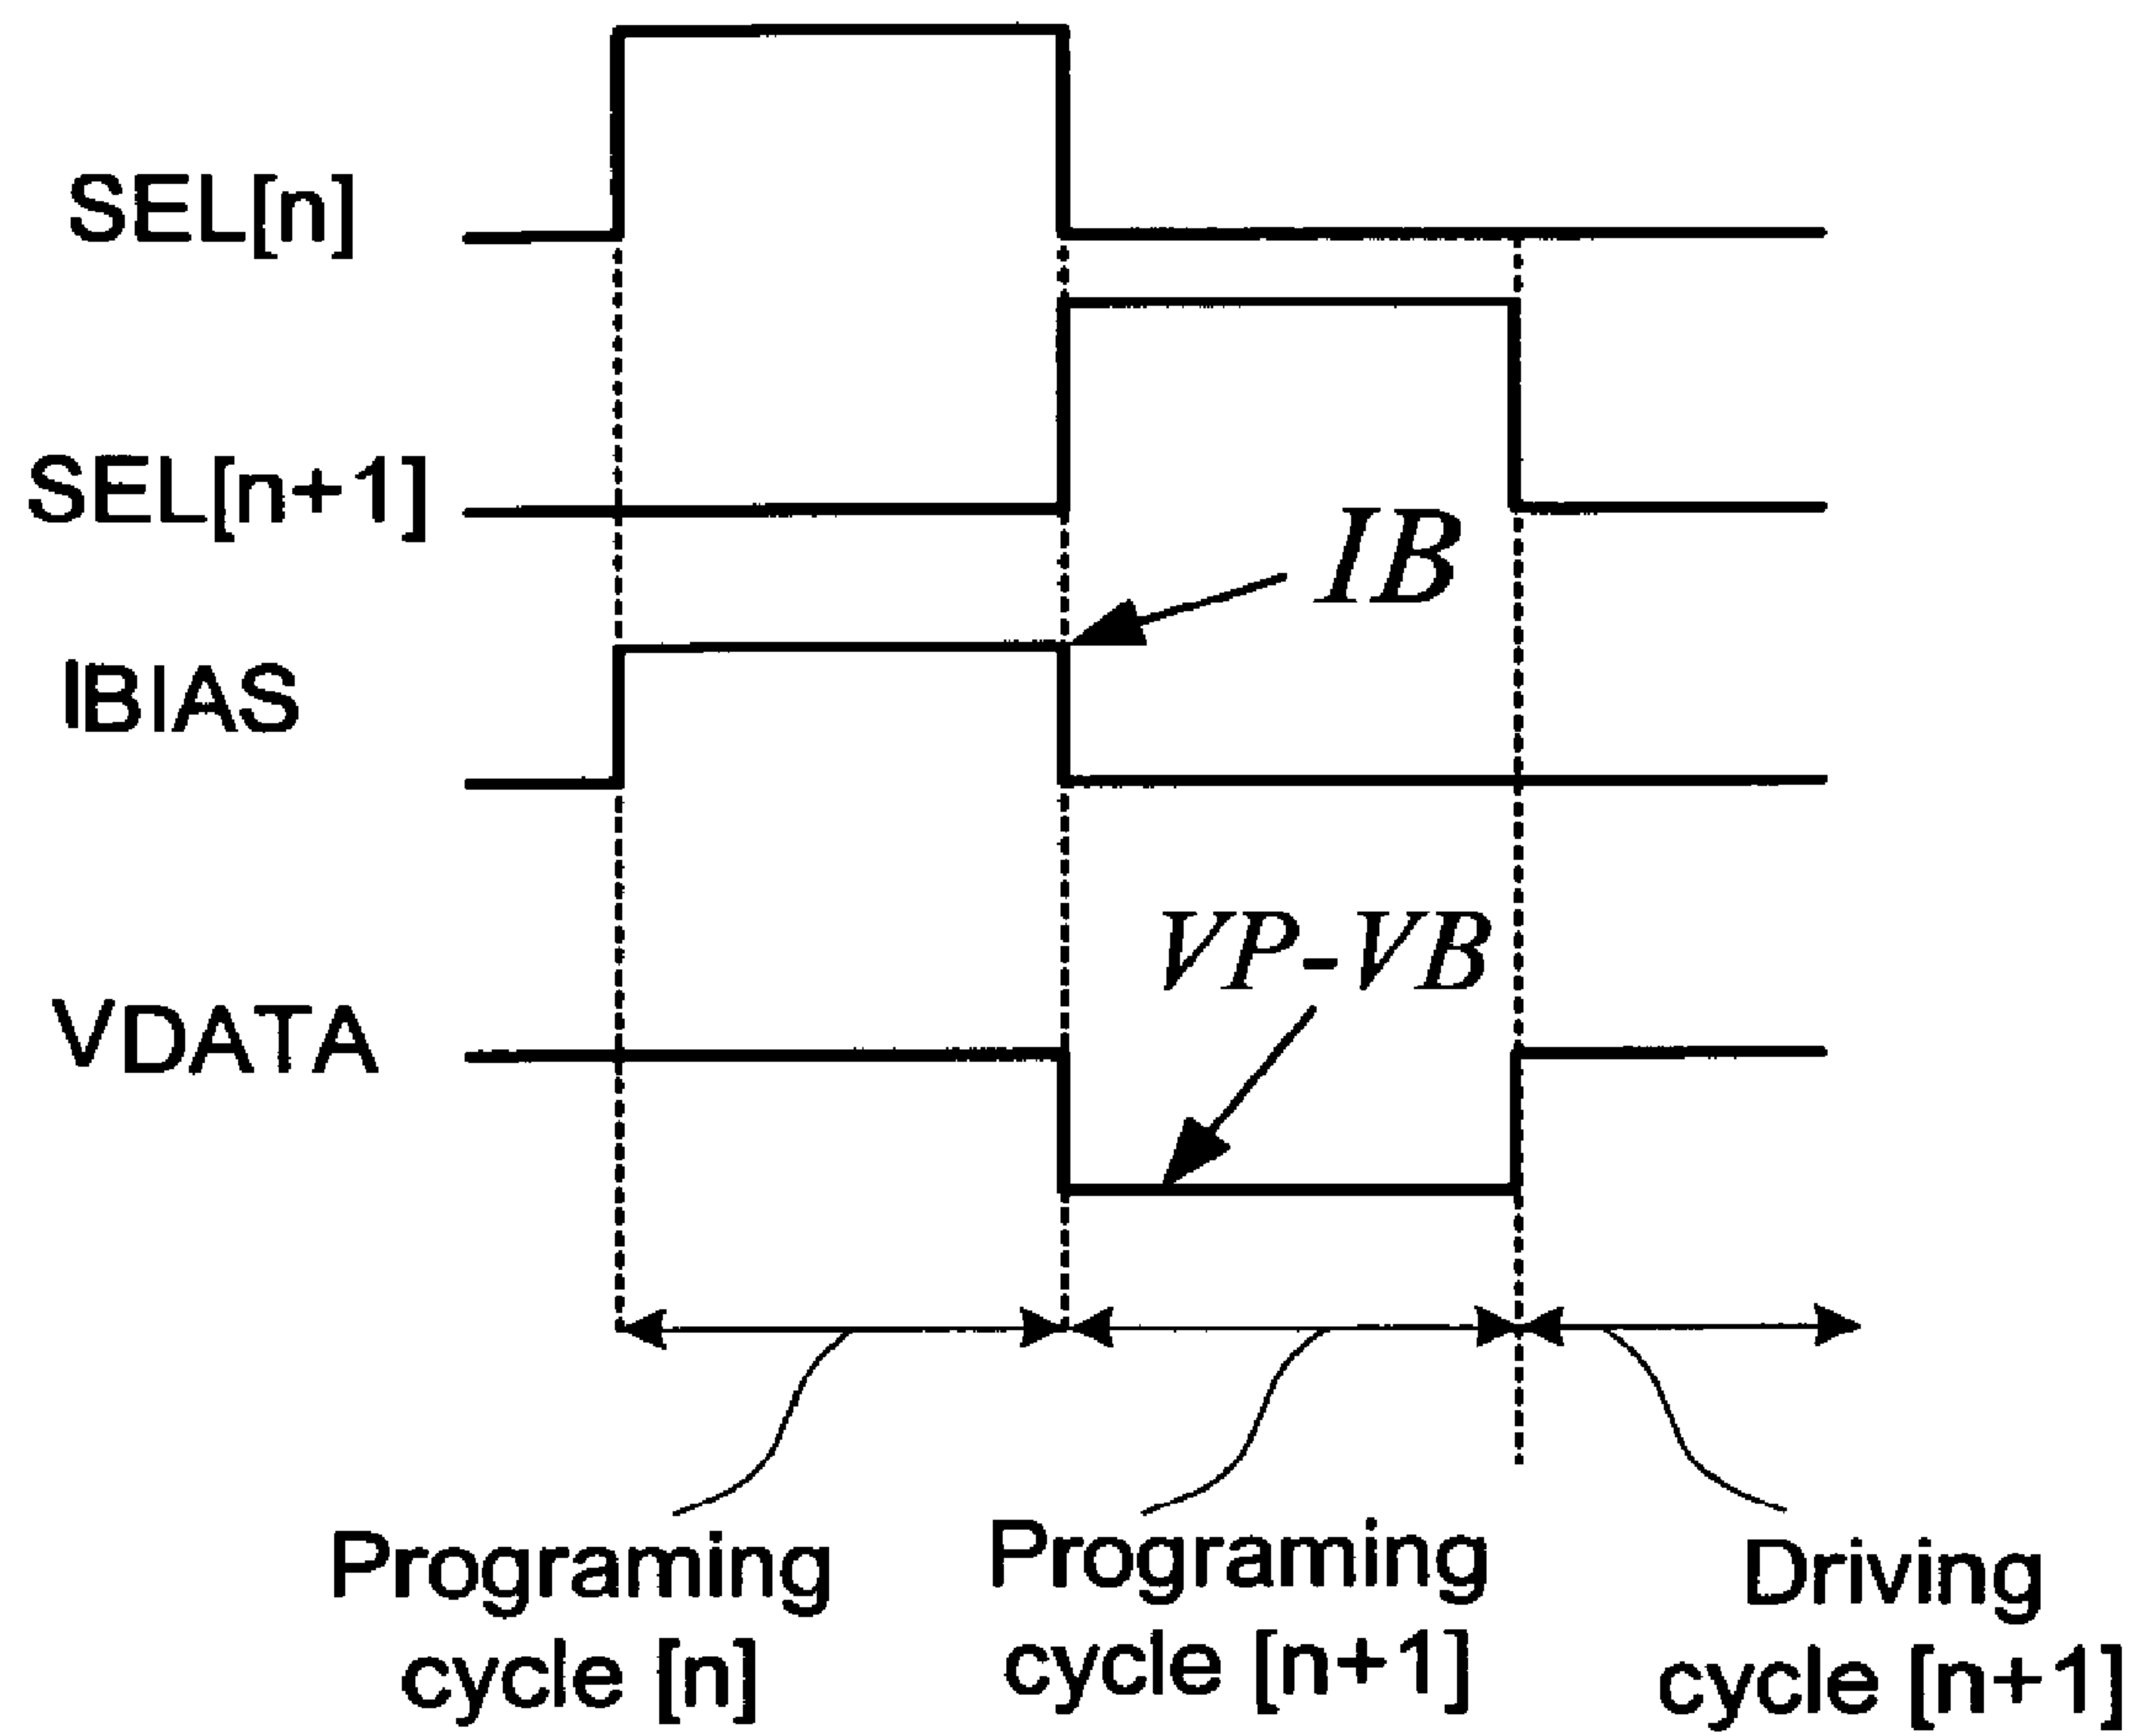 SEL[n]
SEL[n+1]
IB
IBIAS
VP-VB
VDATA
Programing
cycle [n]
Programing
cycle [n+1]
Driving
cycle [n+1]